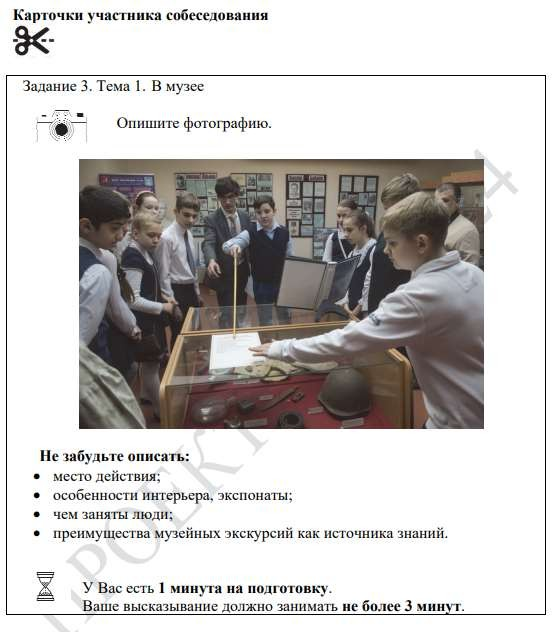 Карточки участника собеседования
Задание 3. Тема 1. В музее
Опишите фотографию.
Не забудьте описать:
место действия;
особенности интерьера, экспонаты;
чем заняты люди;
преимущества музейных экскурсий как источника знаний.
У Вас есть 1 минута на подготовку.
Ваше высказывание должно занимать не более 3 минут.
ПРОЕКТ
24